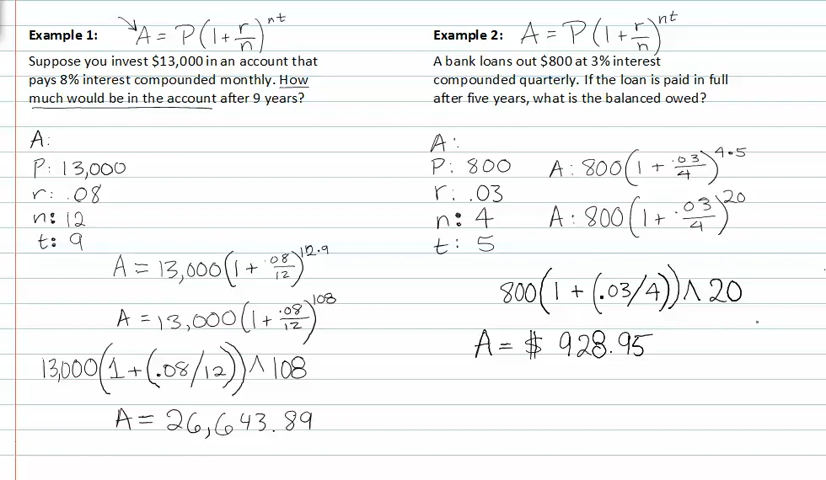 Example 1: A = P(1+r/n)^nt
Suppose you invest $13,000 in an account that
pays 8% interest compounded monthly. How
much would be in the account after 9 years?
A:
P: 13,000
r: .08
n: 12
t: 9
A = 13,000(1+.08/12)^12·9
A = 13,000(1+.08/12)^108
13,000(1+(.08/12))^108
A = 26,643.89
Example 2: A = P(1+r/n)^nt
A bank loans out $800 at 3% interest
compounded quarterly. If the loan is paid in full
after five years, what is the balanced owed?
A:
P: 800
r: .03
n: 4
t: 5
A: 800(1+.03/4)^4·5
A: 800(1+.03/4)^20
800(1+(.03/4))^20
A = $ 928.95